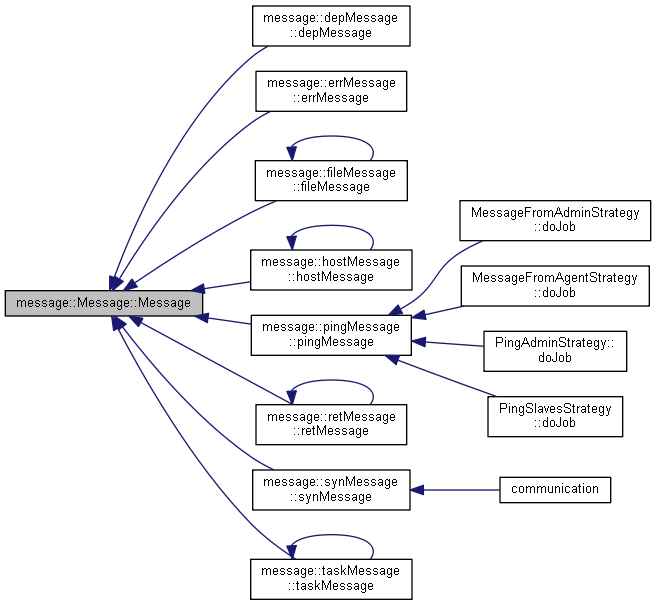 message::depMessage
::depMessage
message::errMessage
::errMessage
message::fileMessage
::fileMessage
message::hostMessage
::hostMessage
message::Message::Message
message::pingMessage
::pingMessage
MessageFromAdminStrategy
::doJob
MessageFromAgentStrategy
::doJob
PingAdminStrategy::
doJob
PingSlavesStrategy
::doJob
message::retMessage
::retMessage
message::synMessage
::synMessage
communication
message::taskMessage
::taskMessage